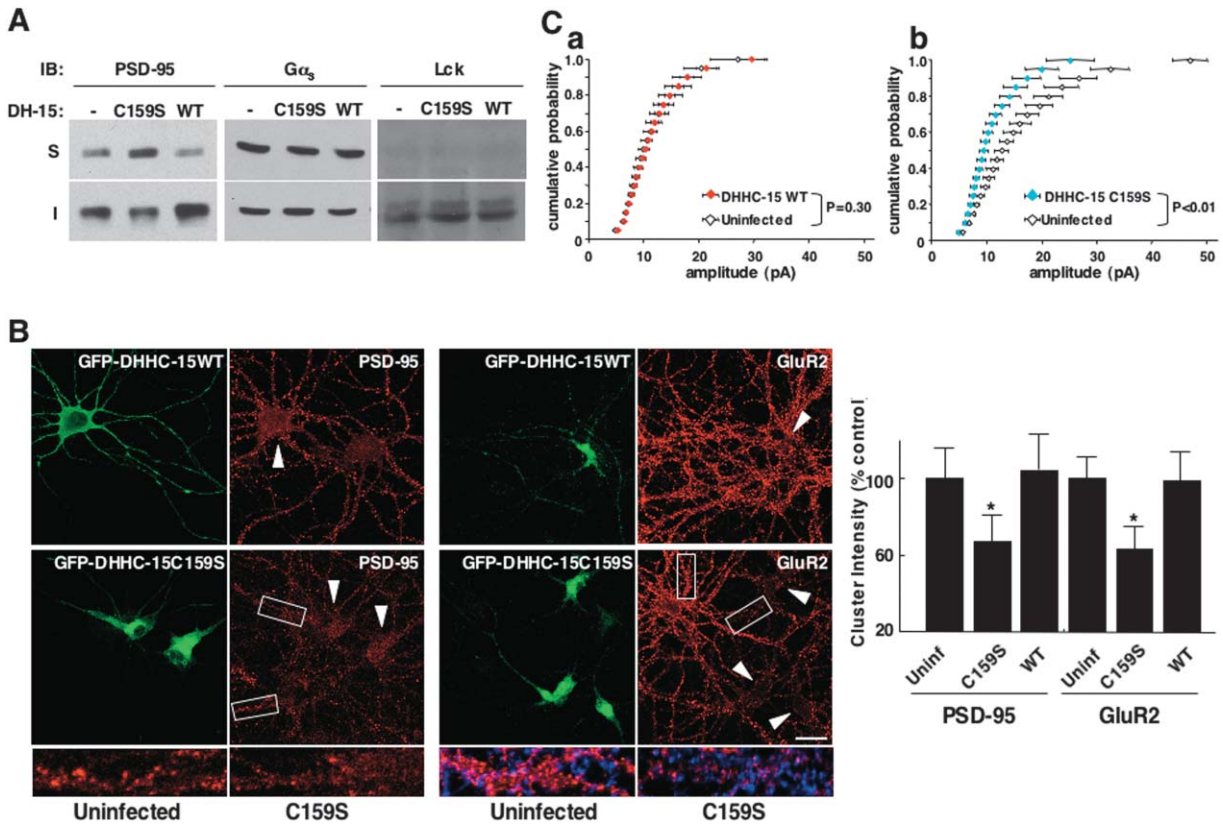 A
IB: PSD-95 Gαs Lck
DH-15: - C159S WT - C159S WT - C159S WT
S
I
C
a
cumulative probability
1.0
0.8
0.6
0.4
0.2
0
DHHC-15 WT
Uninfected
P=0.30
0 10 20 30 40 50
amplitude (pA)
b
cumulative probability
1.0
0.8
0.6
0.4
0.2
0
DHHC-15 C159S
Uninfected
P<0.01
0 10 20 30 40 50
amplitude (pA)
B
GFP-DHHC-15WT PSD-95 GFP-DHHC-15WT GluR2
GFP-DHHC-15C159S PSD-95 GFP-DHHC-15C159S GluR2
Uninfected C159S Uninfected C159S
Cluster Intensity (% control)
100
60
20
* *
Uninf C159S WT Uninf C159S WT
PSD-95 GluR2